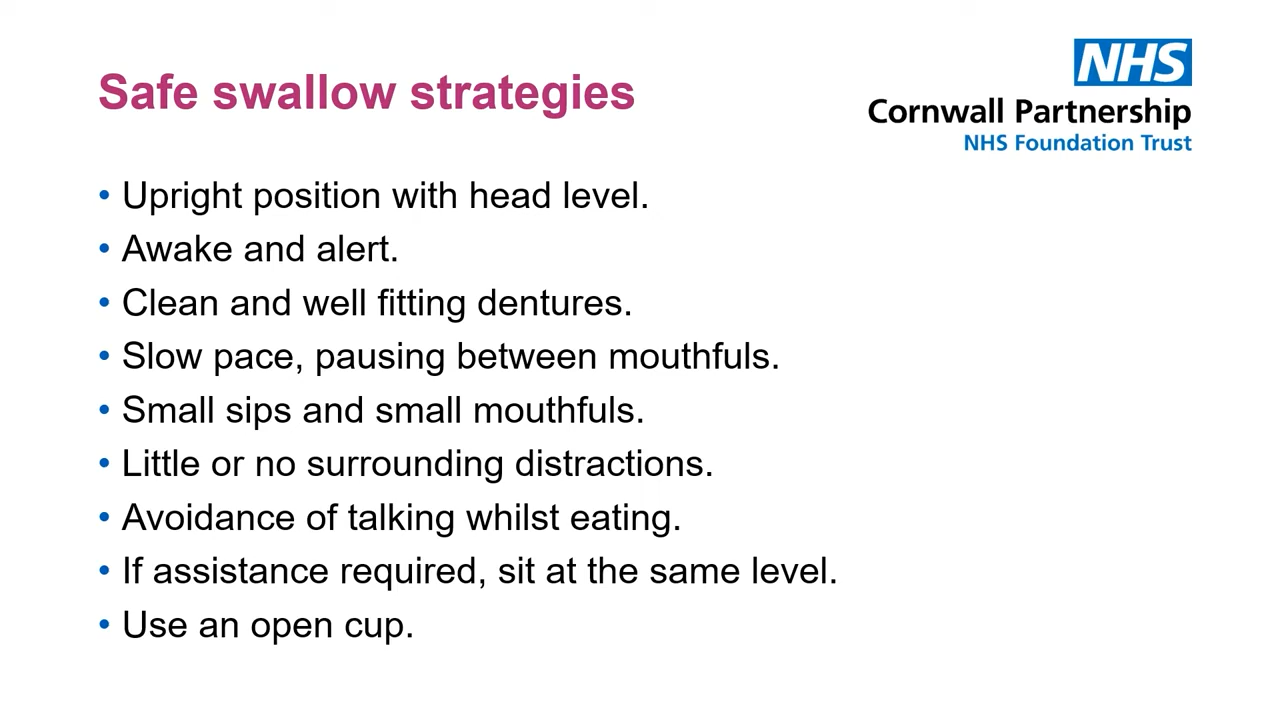 Safe swallow strategies
NHS
Cornwall Partnership
NHS Foundation Trust
• Upright position with head level.
• Awake and alert.
• Clean and well fitting dentures.
• Slow pace, pausing between mouthfuls.
• Small sips and small mouthfuls.
• Little or no surrounding distractions.
• Avoidance of talking whilst eating.
• If assistance required, sit at the same level.
• Use an open cup.